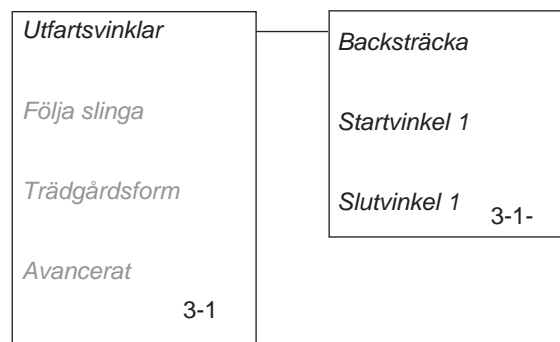 Utfartsvinklar
Följa slinga
Trädgårdsform
Avancerat
3-1
Backsträcka
Startvinkel 1
Slutvinkel 1
3-1-